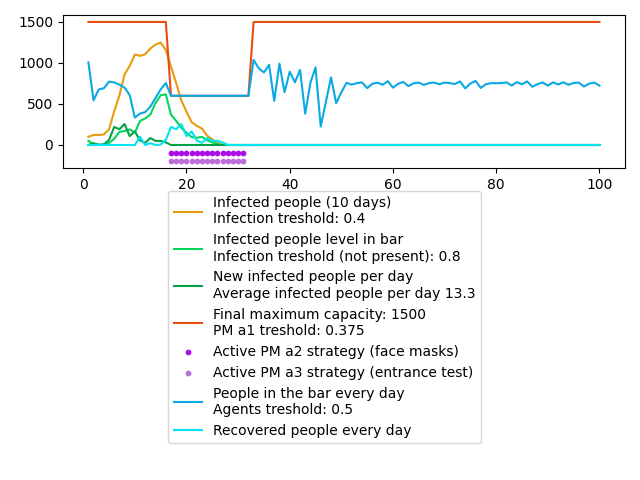 1500
1000
500
0
0
20
40
60
80
100
Infected people (10 days)
Infection treshold: 0.4
Infected people level in bar
Infection treshold (not present): 0.8
New infected people per day
Average infected people per day 13.3
Final maximum capacity: 1500
PM a1 treshold: 0.375
Active PM a2 strategy (face masks)
Active PM a3 strategy (entrance test)
People in the bar every day
Agents treshold: 0.5
Recovered people every day